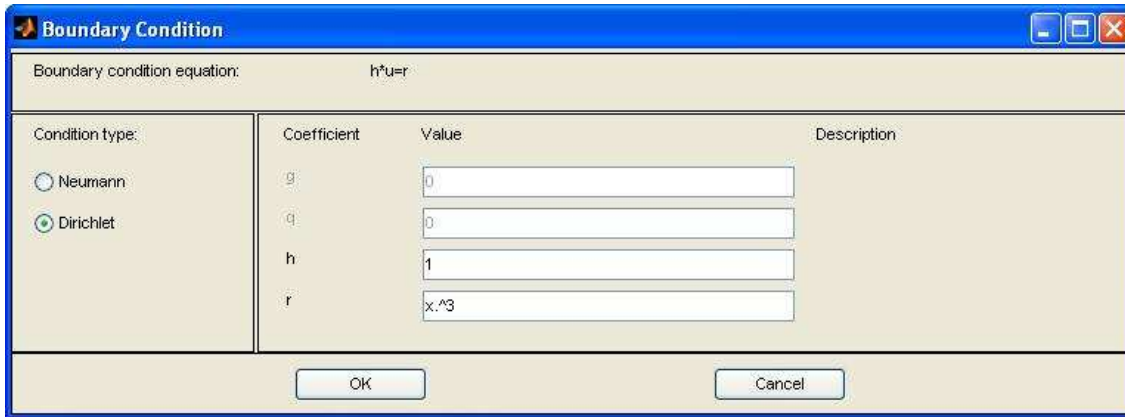 Boundary Condition
Boundary condition equation: h*u=r
Condition type:
Neumann
Dirichlet
Coefficient Value Description
g 0
q 0
h 1
r x.^3
OK Cancel